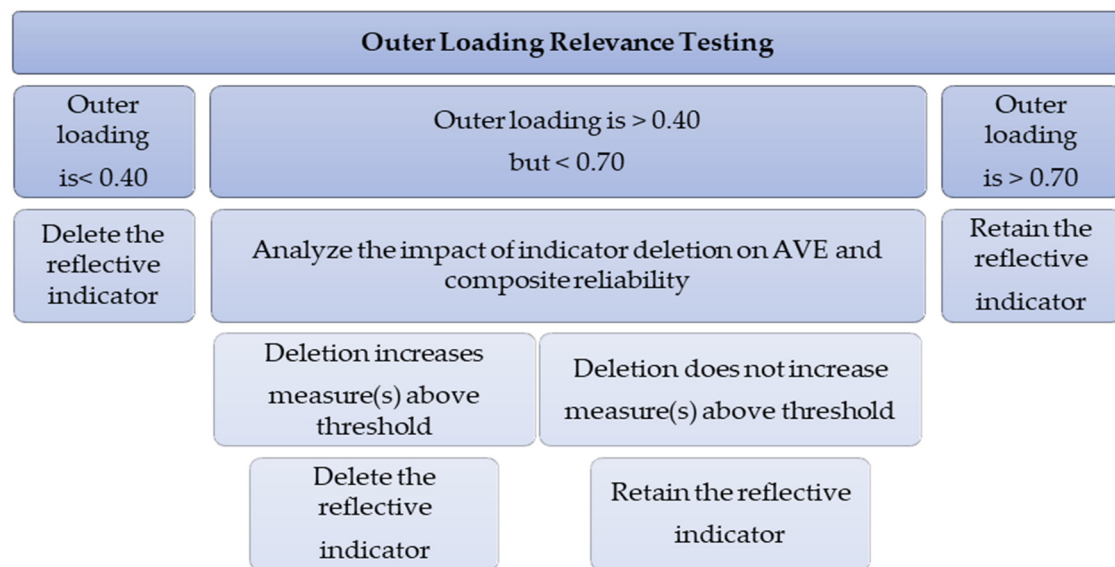 Outer Loading Relevance Testing
Outer
loading
is< 0.40
Outer loading is > 0.40
but < 0.70
Outer
loading
is > 0.70
Delete the
reflective
indicator
Analyze the impact of indicator deletion on AVE and
composite reliability
Retain the
reflective
indicator
Deletion increases
measure(s) above
threshold
Deletion does not increase
measure(s) above threshold
Delete the
reflective
indicator
Retain the reflective
indicator